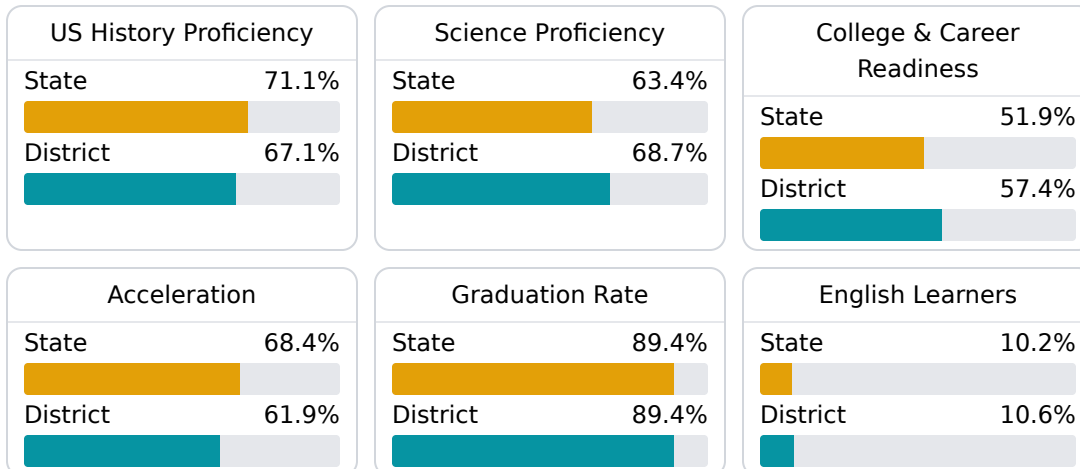 US History Proficiency
State 71.1%
District 67.1%
Science Proficiency
State 63.4%
District 68.7%
College & Career
Readiness
State 51.9%
District 57.4%
Acceleration
State 68.4%
District 61.9%
Graduation Rate
State 89.4%
District 89.4%
English Learners
State 10.2%
District 10.6%